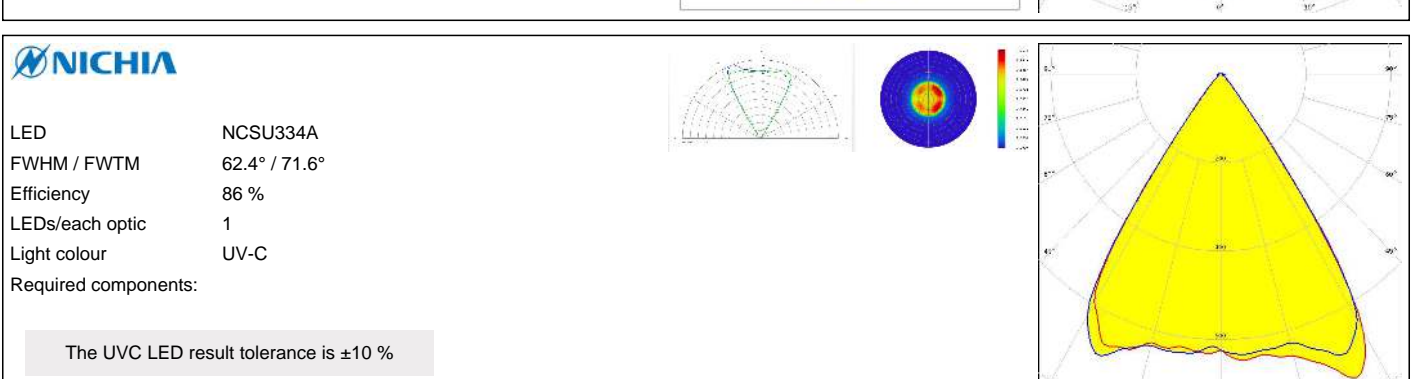 NICHIA
LED NCSU334A
FWHM / FWTM 62.4° / 71.6°
Efficiency 86 %
LEDs/each optic 1
Light colour UV-C
Required components:
The UVC LED result tolerance is ±10 %